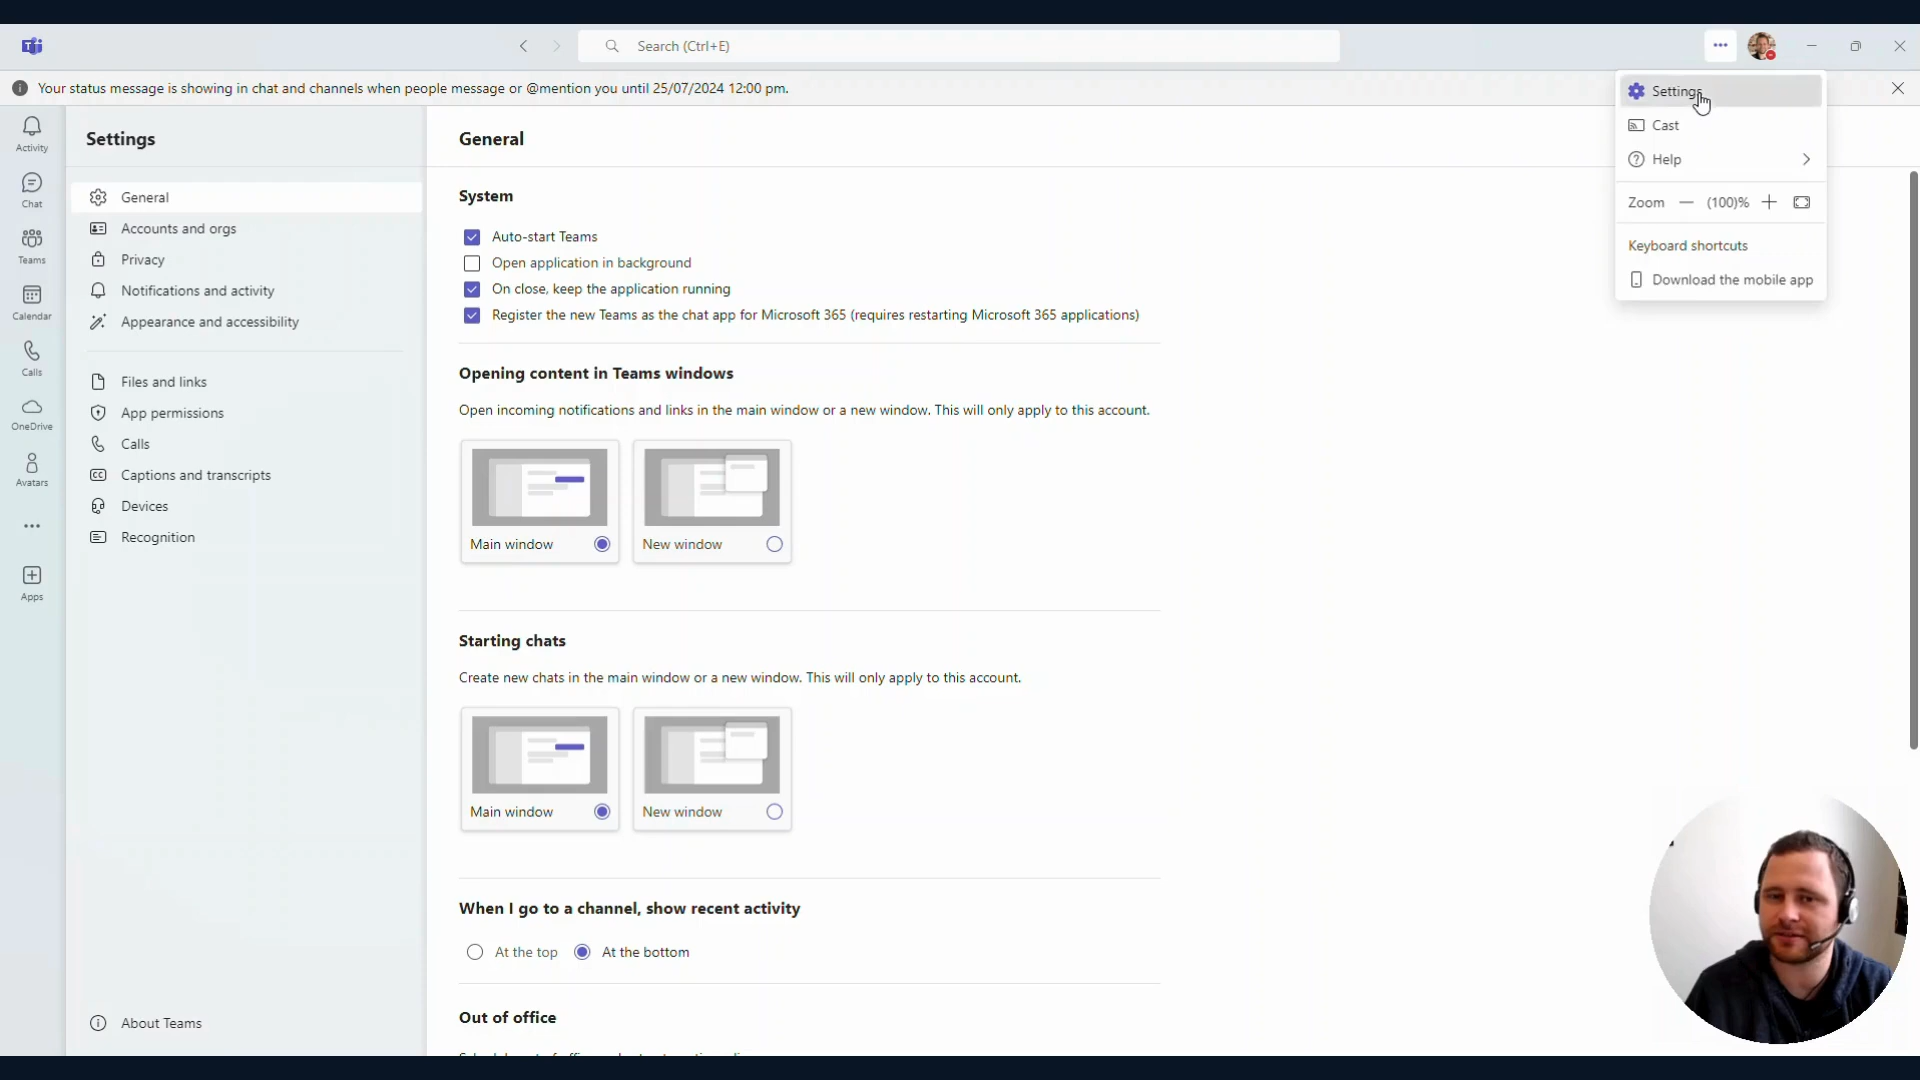 Search (Ctrl+E)
Your status message is showing in chat and channels when people message or @mention you until 25/07/2024 12:00 pm.
Settings
Cast
Help
Zoom (100)%
Keyboard shortcuts
Download the mobile app
Activity
Chat
Teams
Calendar
Calls
OneDrive
Avatars
Apps
Settings
General
Accounts and orgs
Privacy
Notifications and activity
Appearance and accessibility
Files and links
App permissions
Calls
CC Captions and transcripts
Devices
Recognition
About Teams
General
System
Auto-start Teams
Open application in background
On close, keep the application running
Register the new Teams as the chat app for Microsoft 365 (requires restarting Microsoft 365 applications)
Opening content in Teams windows
Open incoming notifications and links in the main window or a new window. This will only apply to this account.
Main window New window
Starting chats
Create new chats in the main window or a new window. This will only apply to this account.
Main window New window
When I go to a channel, show recent activity
At the top At the bottom
Out of office